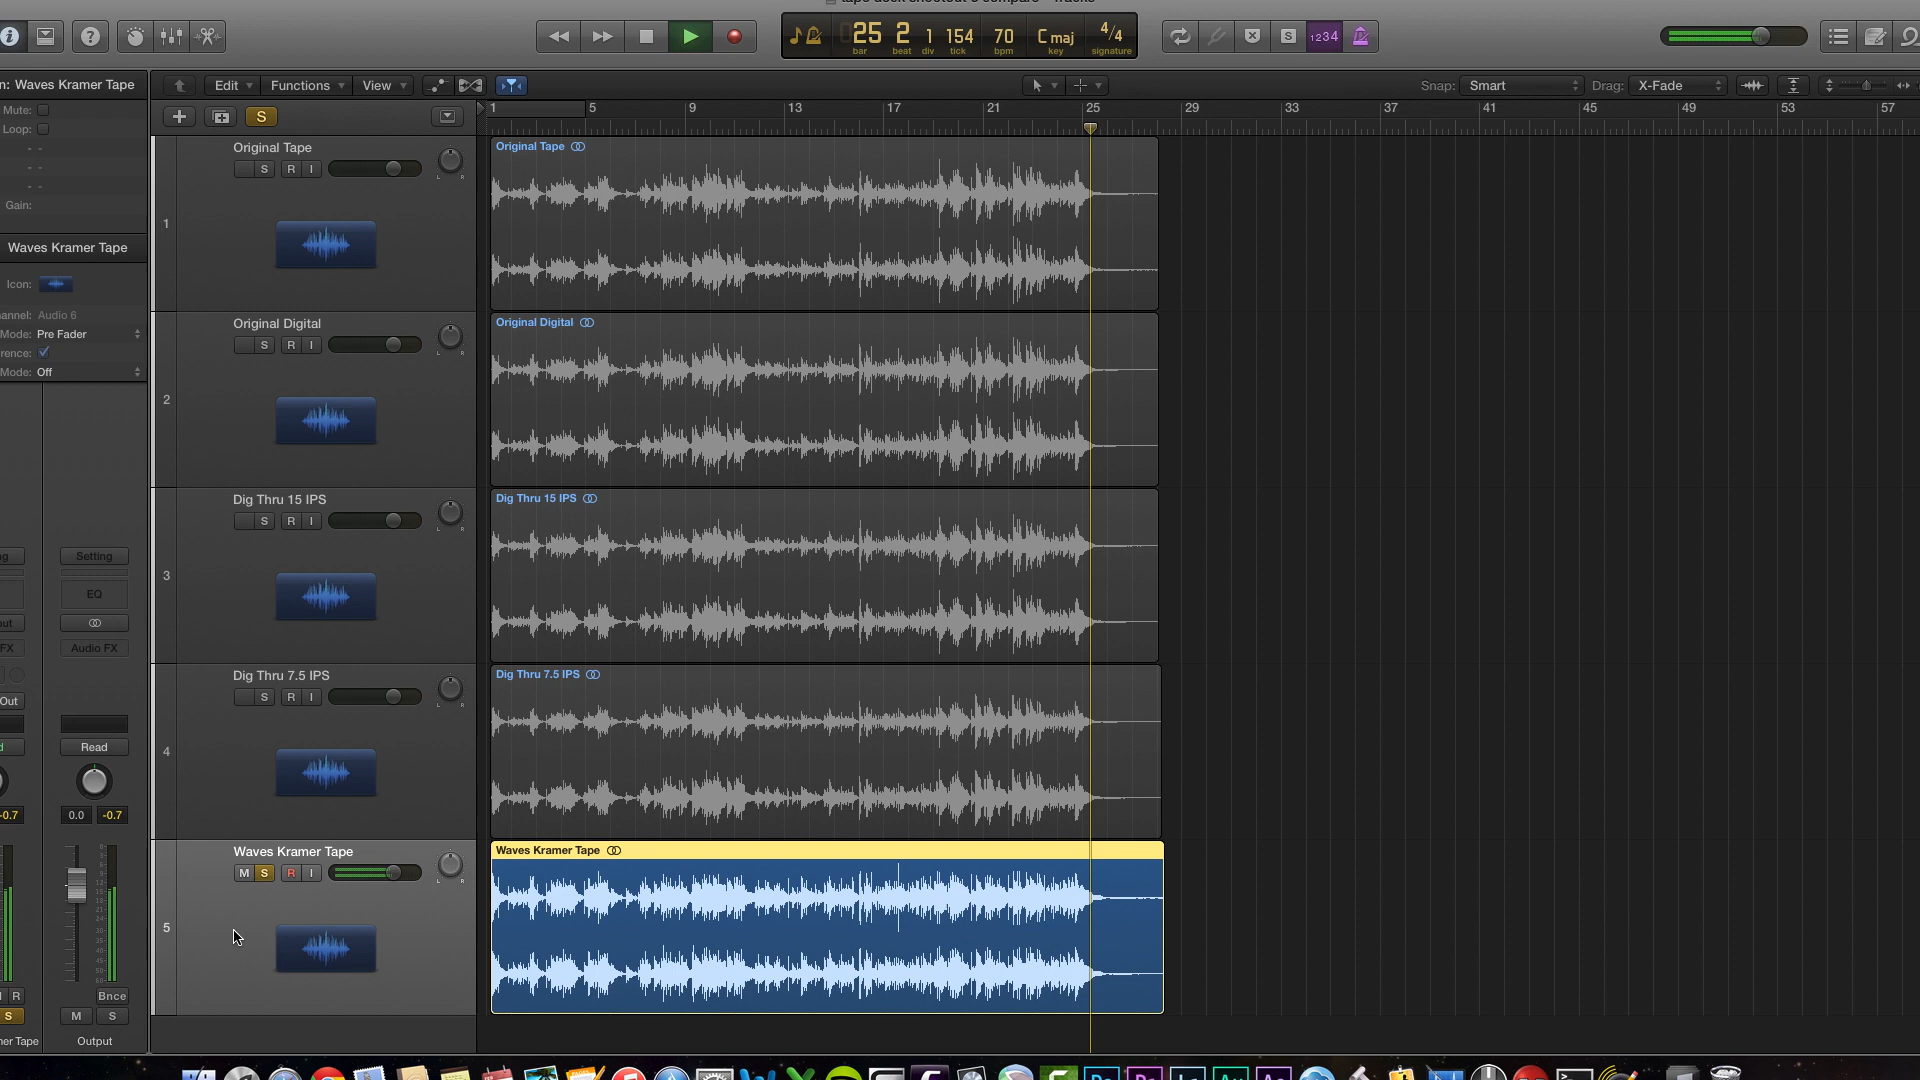 25 2 1 154 70 C maj 4/4
bar beat div tick bpm key signature
S 1234
n: Waves Kramer Tape
Edit Functions View
Snap: Smart Drag: X-Fade
Mute:
Loop:
Gain:
Waves Kramer Tape
Icon:
annel: Audio 6
Mode: Pre Fader
rence:
Mode: Off
S
1 5 9 13 17 21 25 29 33 37 41 45 49 53 57
1
Original Tape
S R I
L R
Original Tape
2
Original Digital
S R I
L R
Original Digital
3
Dig Thru 15 IPS
S R I
L R
Dig Thru 15 IPS
4
Dig Thru 7.5 IPS
S R I
L R
Dig Thru 7.5 IPS
5
Waves Kramer Tape
M S R I
L R
Waves Kramer Tape
Setting
EQ
FX Audio FX
Out
Read
-0.7 0.0 -0.7
R Bnce
S M S
ner Tape Output